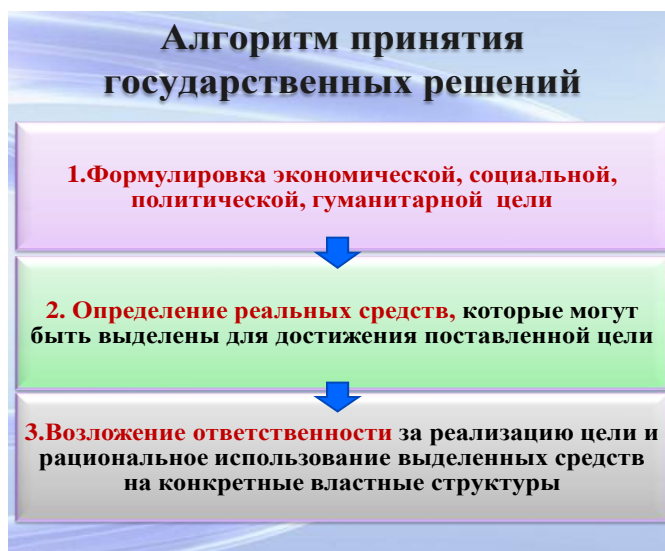 Алгоритм принятия
государственных решений
1.Формулировка экономической, социальной,
политической, гуманитарной цели
2. Определение реальных средств, которые могут
быть выделены для достижения поставленной цели
3.Возложение ответственности за реализацию цели и
рациональное использование выделенных средств
на конкретные властные структуры